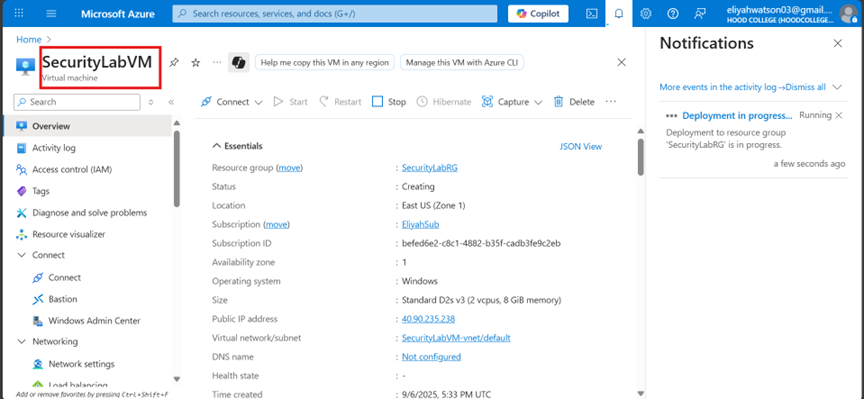 Microsoft Azure
Search resources, services, and docs (G+/)
Copilot
eliyahwatson03@gmail....
HOOD COLLEGE (HOODCOLLEGE...
Home >
SecurityLabVM
Virtual machine
Help me copy this VM in any region
Manage this VM with Azure CLI
Search
Overview
Activity log
Access control (IAM)
Tags
Diagnose and solve problems
Resource visualizer
Connect
Connect
Bastion
Windows Admin Center
Networking
Network settings
Load balancing
Add or remove favorites by pressing Ctrl+Shift+F
Connect
Start
Restart
Stop
Hibernate
Capture
Delete
Essentials
JSON View
Resource group (move) : SecurityLabRG
Status : Creating
Location : East US (Zone 1)
Subscription (move) : EliyahSub
Subscription ID : befed6e2-c8c1-4882-b35f-cadb3fe9c2eb
Availability zone : 1
Operating system : Windows
Size : Standard D2s v3 (2 vcpus, 8 GiB memory)
Public IP address : 40.90.235.238
Virtual network/subnet : SecurityLabVM-vnet/default
DNS name : Not configured
Health state : -
Time created : 9/6/2025, 5:33 PM UTC
Notifications
More events in the activity log →
Dismiss all
Deployment in progress...
Running
Deployment to resource group
'SecurityLabRG' is in progress.
a few seconds ago